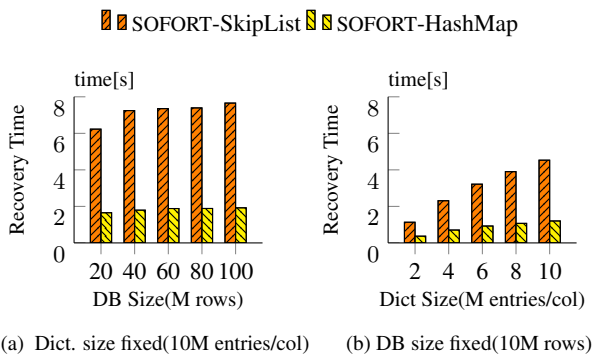 SOFORT-SkipList SOFORT-HashMap
time[s]
8
6
4
2
0
Recovery Time
20 40 60 80 100
DB Size(M rows)
(a) Dict. size fixed(10M entries/col)
time[s]
8
6
4
2
0
Recovery Time
2 4 6 8 10
Dict Size(M entries/col)
(b) DB size fixed(10M rows)